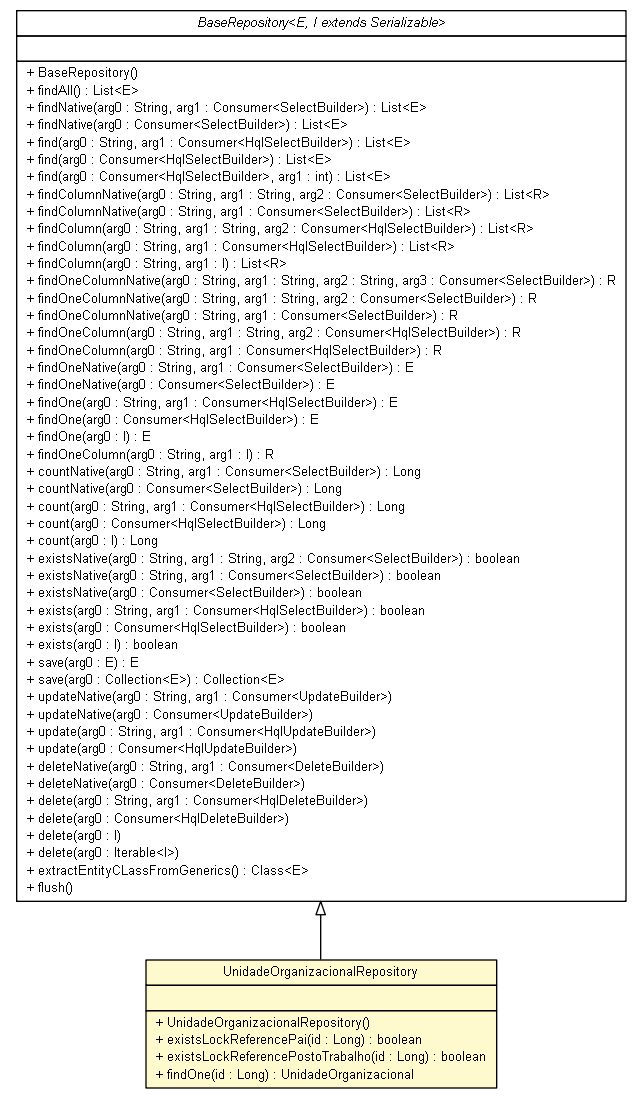 BaseRepository<E, I extends Serializable>
+ BaseRepository()
+ findAll() : List<E>
+ findNative(arg0 : String, arg1 : Consumer<SelectBuilder>) : List<E>
+ findNative(arg0 : Consumer<SelectBuilder>) : List<E>
+ find(arg0 : String, arg1 : Consumer<HqlSelectBuilder>) : List<E>
+ find(arg0 : Consumer<HqlSelectBuilder>) : List<E>
+ find(arg0 : Consumer<HqlSelectBuilder>, arg1 : int) : List<E>
+ findColumnNative(arg0 : String, arg1 : String, arg2 : Consumer<SelectBuilder>) : List<R>
+ findColumnNative(arg0 : String, arg1 : Consumer<SelectBuilder>) : List<R>
+ findColumn(arg0 : String, arg1 : String, arg2 : Consumer<HqlSelectBuilder>) : List<R>
+ findColumn(arg0 : String, arg1 : Consumer<HqlSelectBuilder>) : List<R>
+ findColumn(arg0 : String, arg1 : I) : List<R>
+ findOneColumnNative(arg0 : String, arg1 : String, arg2 : String, arg3 : Consumer<SelectBuilder>) : R
+ findOneColumnNative(arg0 : String, arg1 : String, arg2 : Consumer<SelectBuilder>) : R
+ findOneColumnNative(arg0 : String, arg1 : Consumer<SelectBuilder>) : R
+ findOneColumn(arg0 : String, arg1 : String, arg2 : Consumer<HqlSelectBuilder>) : R
+ findOneColumn(arg0 : String, arg1 : Consumer<HqlSelectBuilder>) : R
+ findOneNative(arg0 : String, arg1 : Consumer<SelectBuilder>) : E
+ findOneNative(arg0 : Consumer<SelectBuilder>) : E
+ findOne(arg0 : String, arg1 : Consumer<HqlSelectBuilder>) : E
+ findOne(arg0 : Consumer<HqlSelectBuilder>) : E
+ findOne(arg0 : I) : E
+ findOneColumn(arg0 : String, arg1 : I) : R
+ countNative(arg0 : String, arg1 : Consumer<SelectBuilder>) : Long
+ countNative(arg0 : Consumer<SelectBuilder>) : Long
+ count(arg0 : String, arg1 : Consumer<HqlSelectBuilder>) : Long
+ count(arg0 : Consumer<HqlSelectBuilder>) : Long
+ count(arg0 : I) : Long
+ existsNative(arg0 : String, arg1 : String, arg2 : Consumer<SelectBuilder>) : boolean
+ existsNative(arg0 : String, arg1 : Consumer<SelectBuilder>) : boolean
+ existsNative(arg0 : Consumer<SelectBuilder>) : boolean
+ exists(arg0 : String, arg1 : Consumer<HqlSelectBuilder>) : boolean
+ exists(arg0 : Consumer<HqlSelectBuilder>) : boolean
+ exists(arg0 : I) : boolean
+ save(arg0 : E) : E
+ save(arg0 : Collection<E>) : Collection<E>
+ updateNative(arg0 : String, arg1 : Consumer<UpdateBuilder>)
+ updateNative(arg0 : Consumer<UpdateBuilder>)
+ update(arg0 : String, arg1 : Consumer<HqlUpdateBuilder>)
+ update(arg0 : Consumer<HqlUpdateBuilder>)
+ deleteNative(arg0 : String, arg1 : Consumer<DeleteBuilder>)
+ deleteNative(arg0 : Consumer<DeleteBuilder>)
+ delete(arg0 : String, arg1 : Consumer<HqlDeleteBuilder>)
+ delete(arg0 : Consumer<HqlDeleteBuilder>)
+ delete(arg0 : I)
+ delete(arg0 : Iterable<I>)
+ extractEntityCLassFromGenerics() : Class<E>
+ flush()
UnidadeOrganizacionalRepository
+ UnidadeOrganizacionalRepository()
+ existsLockReferencePai(id : Long) : boolean
+ existsLockReferencePostoTrabalho(id : Long) : boolean
+ findOne(id : Long) : UnidadeOrganizacional